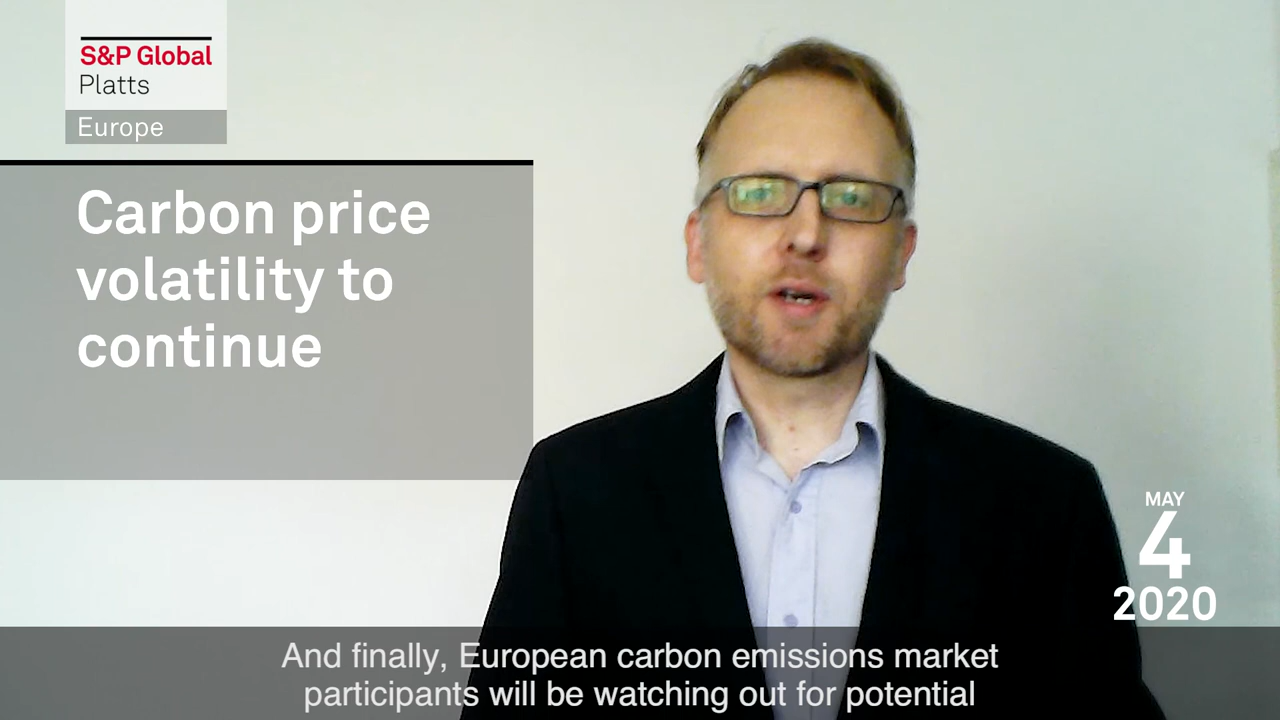 S&P Global
Platts
Europe
Carbon price
volatility to
continue
MAY
4
2020
And finally, European carbon emissions market
participants will be watching out for potential